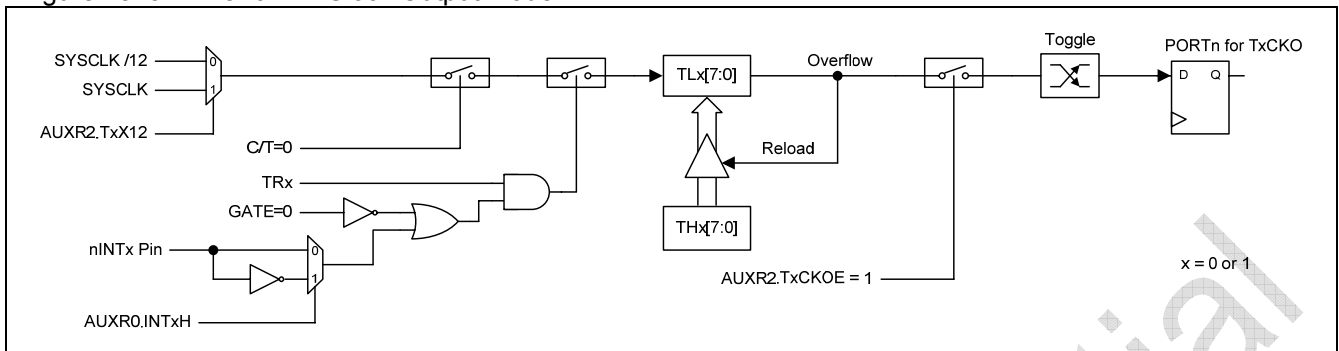 SYSCLK /12
SYSCLK
AUXR2.TxX12
0
1
C/T=0
TRx
GATE=0
nINTx Pin
0
1
AUXR0.INTxH
TLx[7:0]
Overflow
Reload
THx[7:0]
AUXR2.TxCKOE = 1
Toggle
PORTn for TxCKO
D Q
x = 0 or 1